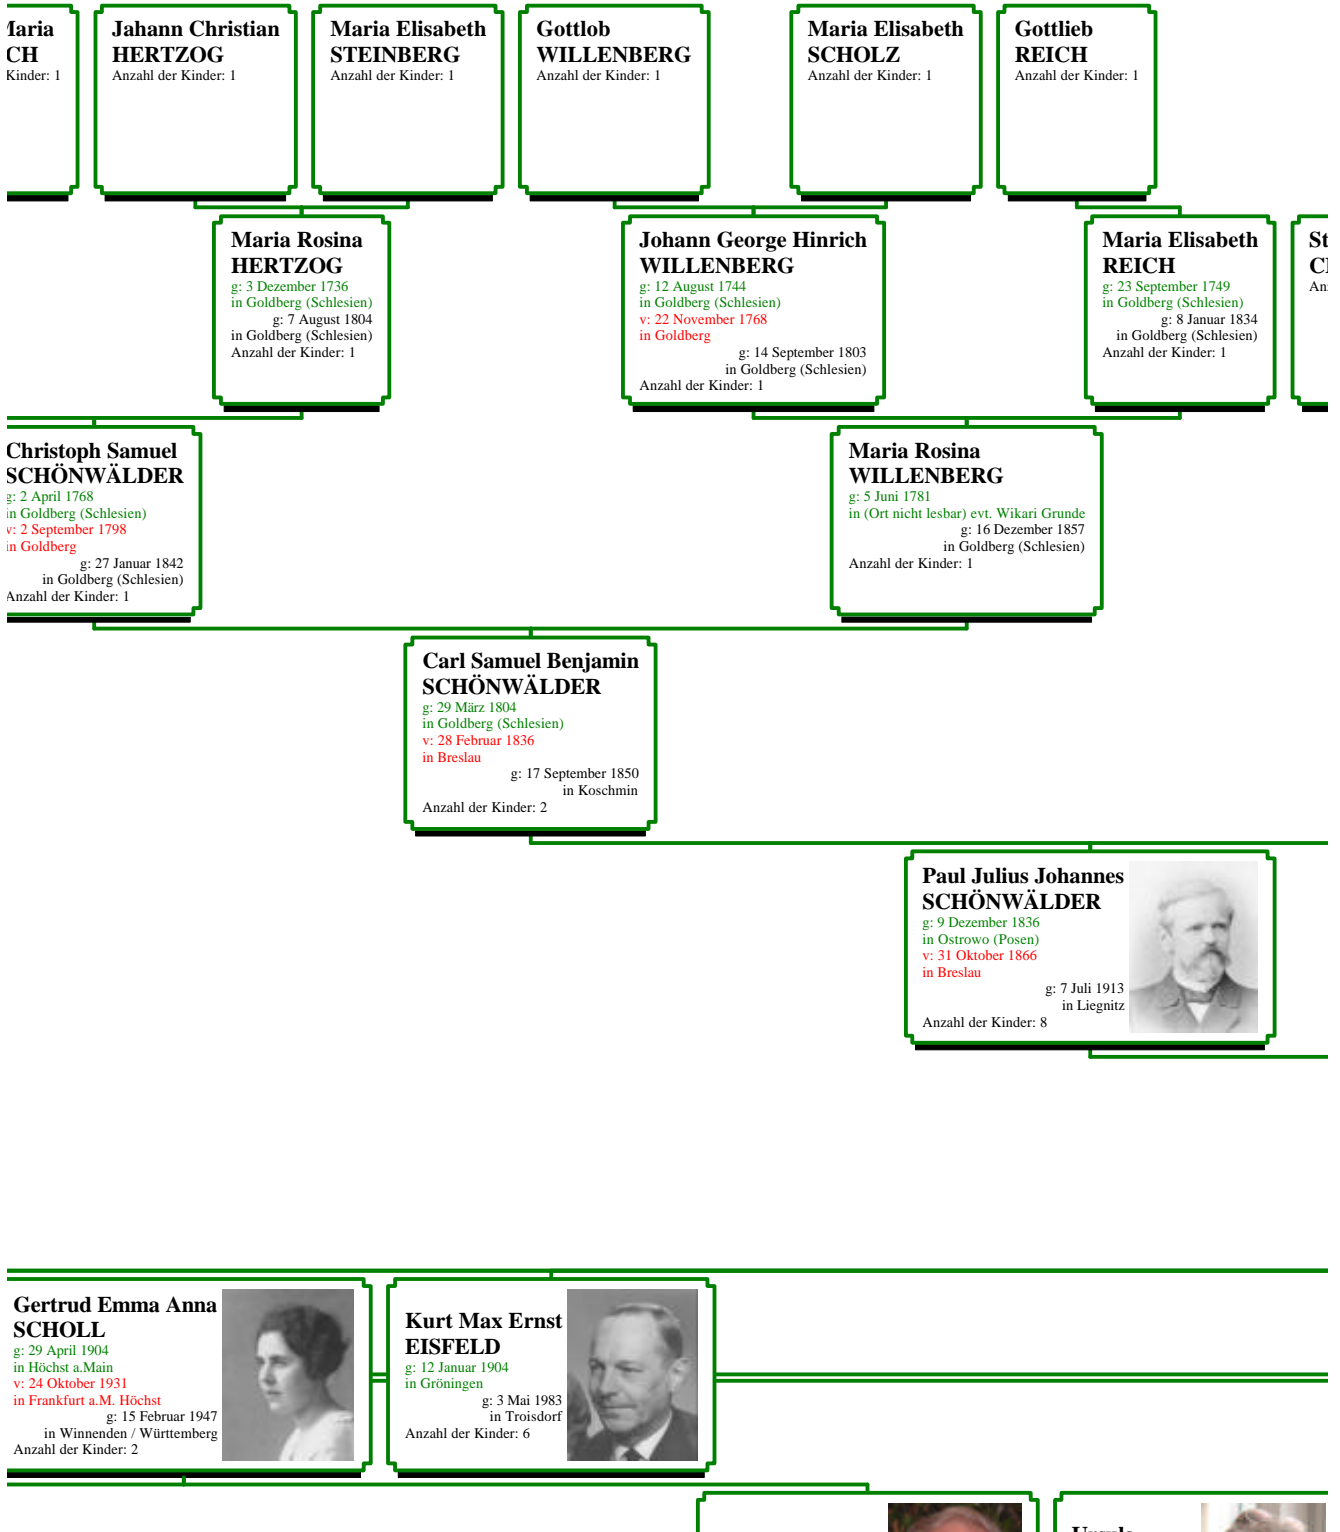 Maria
CH
Kinder: 1
Jahann Christian
HERTZOG
Anzahl der Kinder: 1
Maria Elisabeth
STEINBERG
Anzahl der Kinder: 1
Gottlob
WILLENBERG
Anzahl der Kinder: 1
Maria Elisabeth
SCHOLZ
Anzahl der Kinder: 1
Gottlieb
REICH
Anzahl der Kinder: 1
Maria Rosina
HERTZOG
g: 3 Dezember 1736
in Goldberg (Schlesien)
g: 7 August 1804
in Goldberg (Schlesien)
Anzahl der Kinder: 1
Johann George Hinrich
WILLENBERG
g: 12 August 1744
in Goldberg (Schlesien)
v: 22 November 1768
in Goldberg
g: 14 September 1803
in Goldberg (Schlesien)
Anzahl der Kinder: 1
Maria Elisabeth
REICH
g: 23 September 1749
in Goldberg (Schlesien)
g: 8 Januar 1834
in Goldberg (Schlesien)
Anzahl der Kinder: 1
St
An
Christoph Samuel
SCHÖNWÄLDER
g: 2 April 1768
in Goldberg (Schlesien)
v: 2 September 1798
in Goldberg
g: 27 Januar 1842
in Goldberg (Schlesien)
Anzahl der Kinder: 1
Maria Rosina
WILLENBERG
g: 5 Juni 1781
in (Ort nicht lesbar) evt. Wikari Grunde
g: 16 Dezember 1857
in Goldberg (Schlesien)
Anzahl der Kinder: 1
Carl Samuel Benjamin
SCHÖNWÄLDER
g: 29 März 1804
in Goldberg (Schlesien)
v: 28 Februar 1836
in Breslau
g: 17 September 1850
in Koschmin
Anzahl der Kinder: 2
Paul Julius Johannes
SCHÖNWÄLDER
g: 9 Dezember 1836
in Ostrowo (Posen)
v: 31 Oktober 1866
in Breslau
g: 7 Juli 1913
in Liegnitz
Anzahl der Kinder: 8
Gertrud Emma Anna
SCHOLL
g: 29 April 1904
in Höchst a.Main
v: 24 Oktober 1931
in Frankfurt a.M. Höchst
g: 15 Februar 1947
in Winnenden / Württemberg
Anzahl der Kinder: 2
Kurt Max Ernst
EISFELD
g: 12 Januar 1904
in Gröningen
g: 3 Mai 1983
in Troisdorf
Anzahl der Kinder: 6